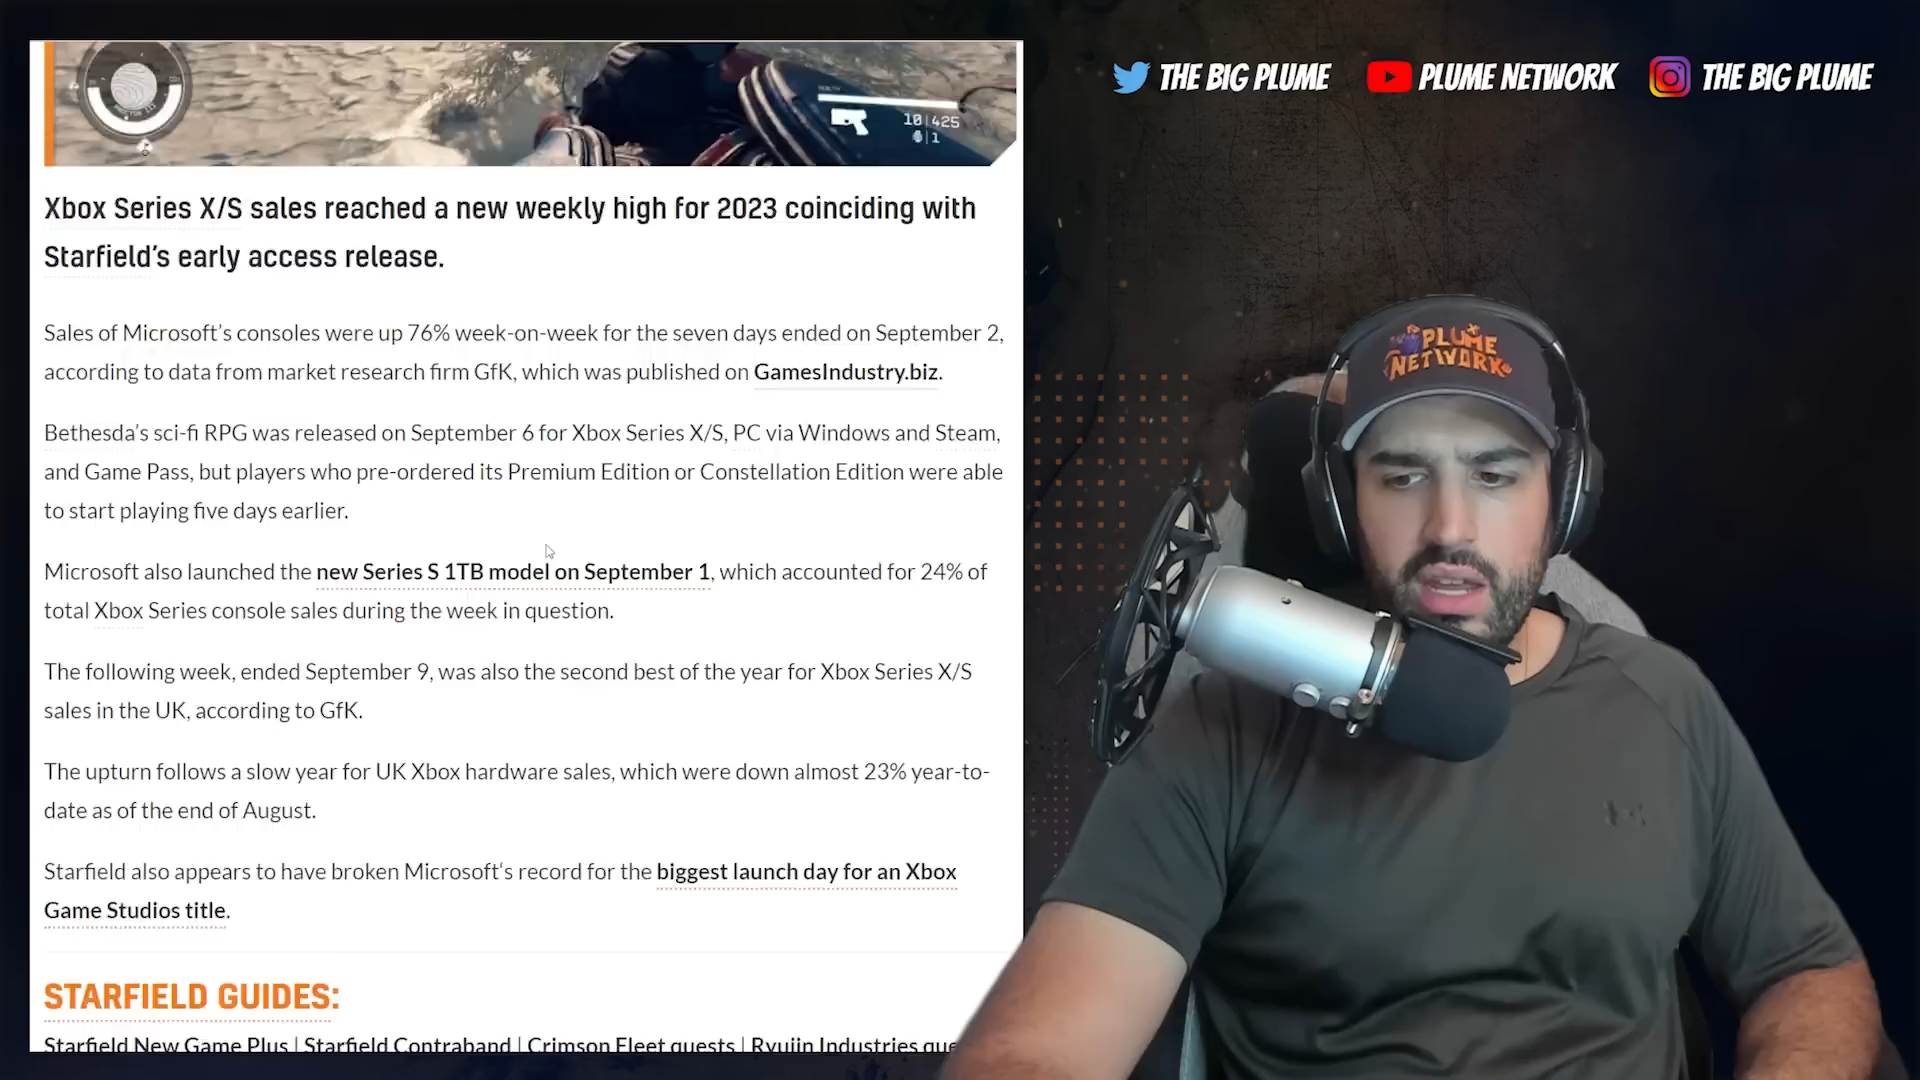 THE BIG PLUME PLUME NETWORK THE BIG PLUME
HEALTH
10|425
1
Xbox Series X/S sales reached a new weekly high for 2023 coinciding with
Starfield’s early access release.
Sales of Microsoft’s consoles were up 76% week-on-week for the seven days ended on September 2,
according to data from market research firm GfK, which was published on GamesIndustry.biz.
Bethesda’s sci-fi RPG was released on September 6 for Xbox Series X/S, PC via Windows and Steam,
and Game Pass, but players who pre-ordered its Premium Edition or Constellation Edition were able
to start playing five days earlier.
Microsoft also launched the new Series S 1TB model on September 1, which accounted for 24% of
total Xbox Series console sales during the week in question.
The following week, ended September 9, was also the second best of the year for Xbox Series X/S
sales in the UK, according to GfK.
The upturn follows a slow year for UK Xbox hardware sales, which were down almost 23% year-to-
date as of the end of August.
Starfield also appears to have broken Microsoft‘s record for the biggest launch day for an Xbox
Game Studios title.
STARFIELD GUIDES:
Starfield New Game Plus | Starfield Contraband | Crimson Fleet quests | Ryujin Industries que
PLUME
NETWORK